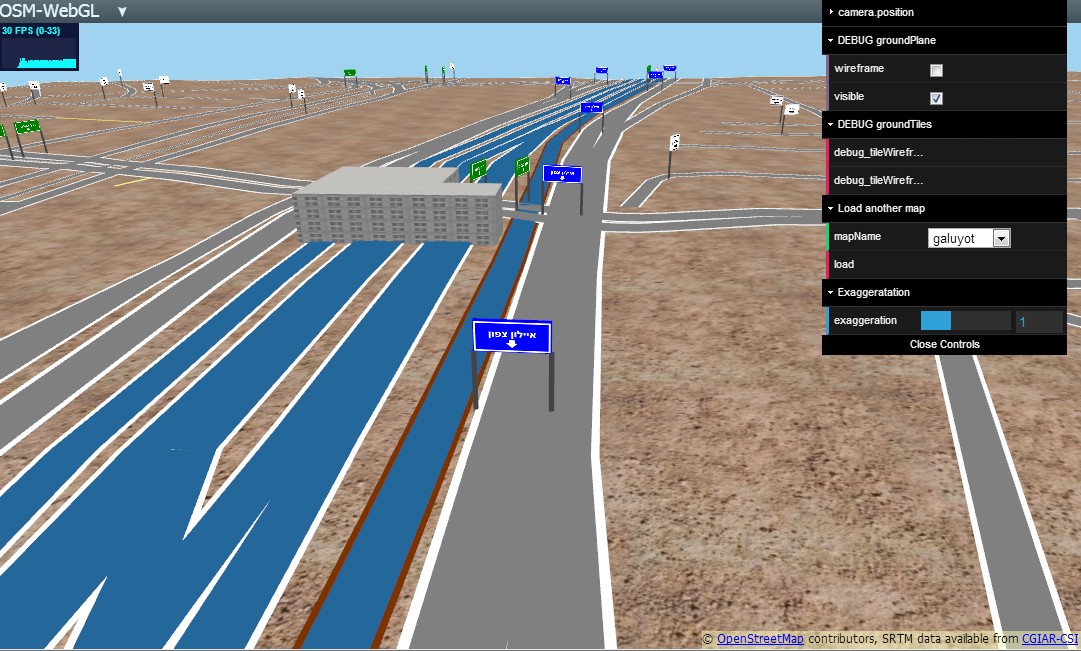 OSM-WebGL ▼
30 FPS (0-33)
camera.position
DEBUG groundPlane
wireframe
visible
DEBUG groundTiles
debug_tileWirefr...
debug_tileWirefr...
Load another map
mapName galuyot
load
Exaggeratation
exaggeration 1
Close Controls
איילון צפון
© OpenStreetMap contributors, SRTM data available from CGIAR-CSI